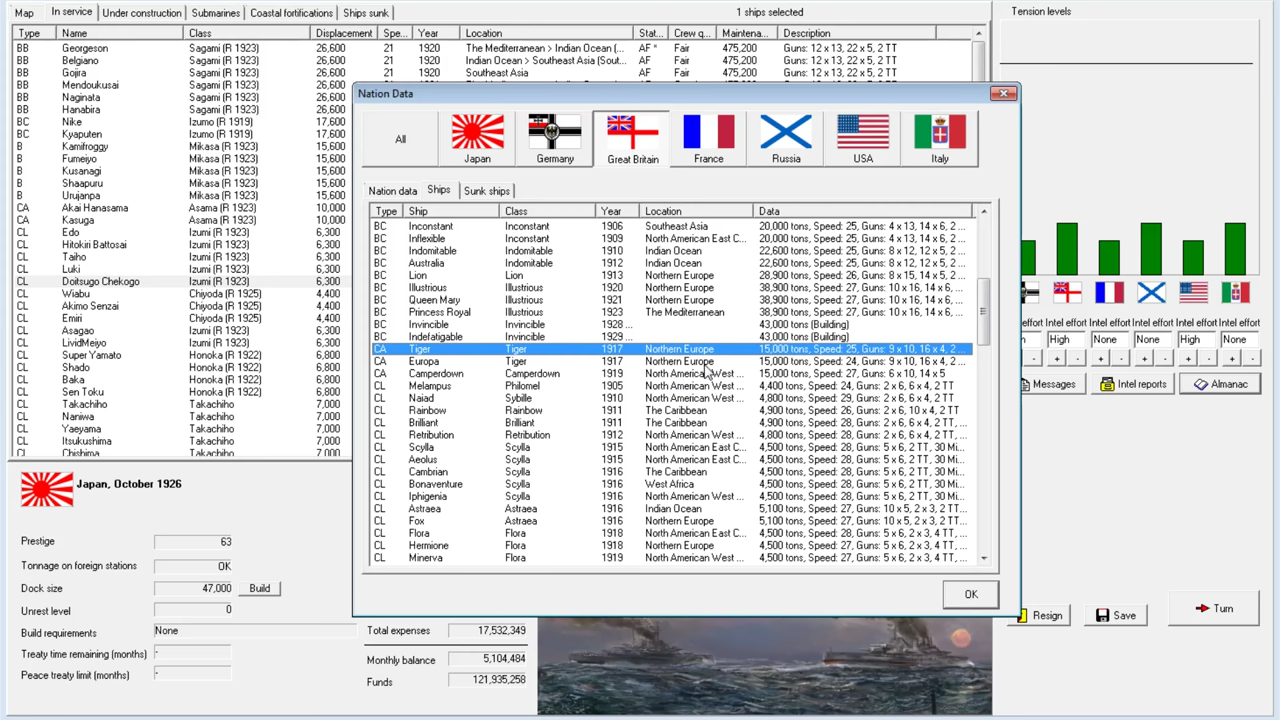 Map In service Under construction Submarines Coastal fortifications Ships sunk 1 ships selected Tension levels
Type Name Class Displacement Spe... Year Location Stat... Crew q... Maintena... Description
BB Georgeson Sagami (R 1923) 26,600 21 1920 The Mediterranean > Indian Ocean (... AF * Fair 475,200 Guns: 12 x 13, 22 x 5, 2 TT
BB Belgiano Sagami (R 1923) 26,600 21 1920 Indian Ocean > Southeast Asia (Sout... AF Fair 475,200 Guns: 12 x 13, 22 x 5, 2 TT
BB Gojira Sagami (R 1923) 26,600 21 1920 Southeast Asia AF Fair 475,200 Guns: 12 x 13, 22 x 5, 2 TT
BB Mendoukusai Sagami (R 1923) 26,600
BB Naginata Sagami (R 1923) 26,600
BB Hanabira Sagami (R 1923) 26,600
BC Nike Izumo (R 1919) 17,600
BC Kyaputen Izumo (R 1919) 17,600
B Kamifroggy Mikasa (R 1923) 15,600
B Fumeiyo Mikasa (R 1923) 15,600
B Kusanagi Mikasa (R 1923) 15,600
B Shaapuru Mikasa (R 1923) 15,600
B Urujanpa Mikasa (R 1923) 15,600
CA Akai Hanasama Asama (R 1923) 10,000
CA Kasuga Asama (R 1923) 10,000
CL Edo Izumi (R 1923) 6,300
CL Hitokiri Battosai Izumi (R 1923) 6,300
CL Taiho Izumi (R 1923) 6,300
CL Luki Izumi (R 1923) 6,300
CL Doitsugo Chekogo Izumi (R 1923) 6,300
CL Wiabu Chiyoda (R 1925) 4,400
CL Akimo Senzai Chiyoda (R 1925) 4,400
CL Emiri Chiyoda (R 1925) 4,400
CL Asagao Izumi (R 1923) 6,300
CL LividMeijo Izumi (R 1923) 6,300
CL Super Yamato Honoka (R 1922)
CL Shado Honoka (R 1922)
CL Baka Honoka (R 1922)
CL Sen Toku Honoka (R 1922)
CL Takachiho Takachiho 7,000
CL Naniwa Takachiho 7,000
CL Yaeyama Takachiho 7,000
CL Itsukushima Takachiho 7,000
CL Chishima Takachiho 7,000
Nation Data
All Japan Germany Great Britain France Russia USA Italy
Nation data Ships Sunk ships
Type Ship Class Year Location Data
BC Inconstant Inconstant 1906 Southeast Asia 20,000 tons, Speed: 25, Guns: 4 x 13, 14 x 6, 2 ...
BC Inflexible Inconstant 1909 North American East C... 20,000 tons, Speed: 25, Guns: 4 x 13, 14 x 6, 2 ...
BC Indomitable Indomitable 1910 Indian Ocean 22,600 tons, Speed: 25, Guns: 8 x 12, 12 x 5, 2 ...
BC Australia Indomitable 1912 Indian Ocean 22,600 tons, Speed: 25, Guns: 8 x 12, 12 x 5, 2 ...
BC Lion Lion 1913 Northern Europe 28,900 tons, Speed: 26, Guns: 8 x 15, 14 x 6, ...
BC Illustrious Illustrious 1920 Northern Europe 38,900 tons, Speed: 27, Guns: 10 x 16, 14 x 6, ...
BC Queen Mary Illustrious 1921 Northern Europe 38,900 tons, Speed: 27, Guns: 10 x 16, 14 x 6, ...
BC Princess Royal Illustrious 1923 The Mediterranean 38,900 tons, Speed: 27, Guns: 10 x 16, 14 x 6, ...
BC Invincible Invincible 1928 ... 43,000 tons (Building)
BC Indefatigable Invincible 1929 ... 43,000 tons (Building)
CA Tiger Tiger 1917 Northern Europe 15,000 tons, Speed: 25, Guns: 9 x 10, 16 x 4, 2 ...
CA Europa Tiger 1917 Northern Europe 15,000 tons, Speed: 24, Guns: 9 x 10, 16 x 4, 2 ...
CA Camperdown Camperdown 1919 North American West ... 15,000 tons, Speed: 27, Guns: 6 x 10, 14 x 5
CL Melampus Philomel 1905 North American West ... 4,400 tons, Speed: 24, Guns: 2 x 6, 6 x 4, 2 TT
CL Naiad Sybille 1910 North American West ... 4,800 tons, Speed: 29, Guns: 2 x 6, 6 x 4, 2 TT
CL Rainbow Rainbow 1911 The Caribbean 4,900 tons, Speed: 26, Guns: 2 x 6, 10 x 4, 2 TT
CL Brilliant Brilliant 1911 The Caribbean 4,900 tons, Speed: 28, Guns: 2 x 6, 6 x 4, 2 TT, ...
CL Retribution Retribution 1912 North American West ... 4,800 tons, Speed: 28, Guns: 2 x 6, 6 x 4, 2 TT, ...
CL Scylla Scylla 1915 North American East C... 4,500 tons, Speed: 28, Guns: 5 x 6, 2 TT, 30 Mi...
CL Aeolus Scylla 1915 North American East C... 4,500 tons, Speed: 28, Guns: 5 x 6, 2 TT, 30 Mi...
CL Cambrian Scylla 1916 The Caribbean 4,500 tons, Speed: 28, Guns: 5 x 6, 2 TT, 30 Mi...
CL Bonaventure Scylla 1916 West Africa 4,500 tons, Speed: 28, Guns: 5 x 6, 2 TT, 30 Mi...
CL Iphigenia Scylla 1916 North American West ... 4,500 tons, Speed: 28, Guns: 5 x 6, 2 TT, 30 Mi...
CL Astraea Astraea 1916 Indian Ocean 5,100 tons, Speed: 27, Guns: 10 x 5, 2 x 3, 2 TT...
CL Fox Astraea 1916 Northern Europe 5,100 tons, Speed: 27, Guns: 10 x 5, 2 x 3, 2 TT...
CL Flora Flora 1918 North American East C... 4,500 tons, Speed: 27, Guns: 5 x 6, 2 x 3, 4 TT, ...
CL Hermione Flora 1918 Northern Europe 4,500 tons, Speed: 27, Guns: 5 x 6, 2 x 3, 4 TT, ...
CL Minerva Flora 1919 North American West ... 4,500 tons, Speed: 27, Guns: 5 x 6, 2 x 3, 4 TT, ...
OK
Intel effort Intel effort Intel effort Intel effort Intel effort
High None None High None
Messages Intel reports Almanac
Resign Save Turn
Japan, October 1926
Prestige 63
Tonnage on foreign stations OK
Dock size 47,000 Build
Unrest level 0
Build requirements None
Treaty time remaining (months) -
Peace treaty limit (months) -
Total expenses 17,532,349
Monthly balance 5,104,484
Funds 121,935,258